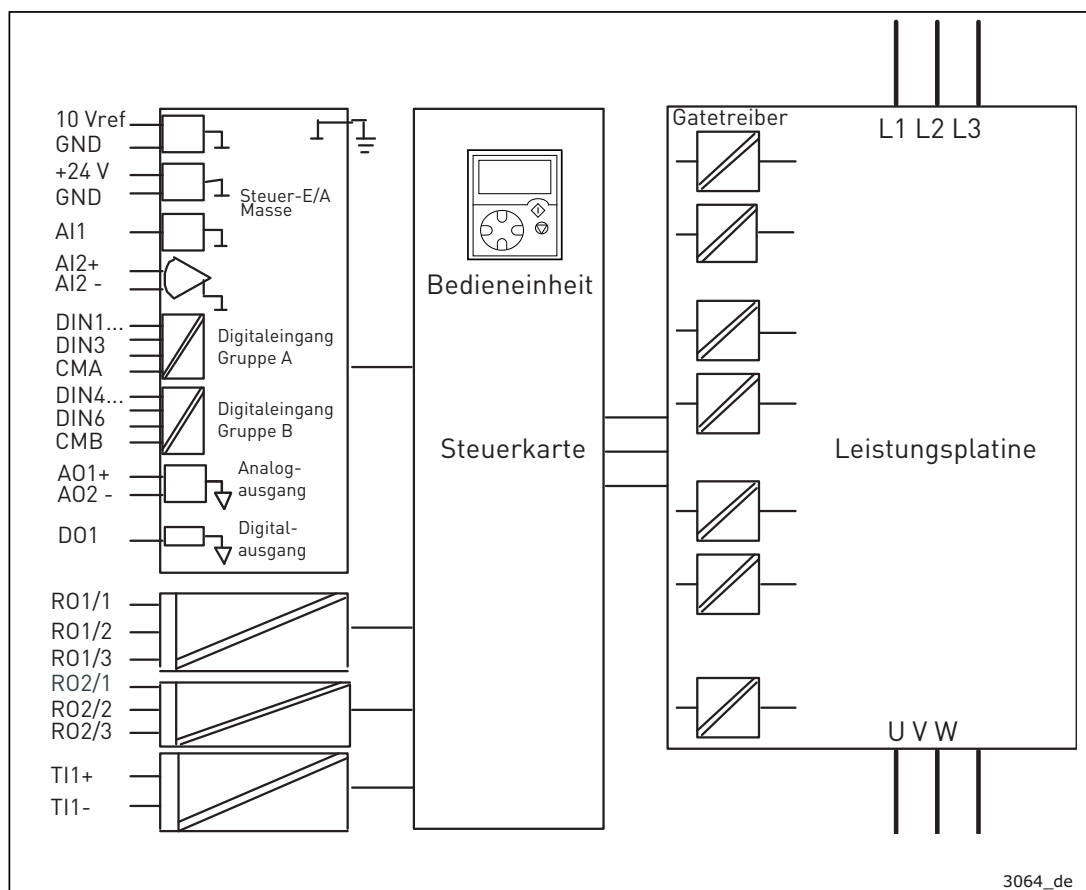 10 Vref
GND
+24 V
GND
Steuer-E/A
Masse
AI1
AI2+
AI2 -
DIN1...
DIN3
CMA
Digitaleingang
Gruppe A
DIN4...
DIN6
CMB
Digitaleingang
Gruppe B
AO1+
AO2 -
Analog-
ausgang
DO1
Digital-
ausgang
RO1/1
RO1/2
RO1/3
RO2/1
RO2/2
RO2/3
TI1+
TI1-
Bedieneinheit
Steuerkarte
Gatetreiber
L1 L2 L3
Leistungsplatine
U V W
3064_de